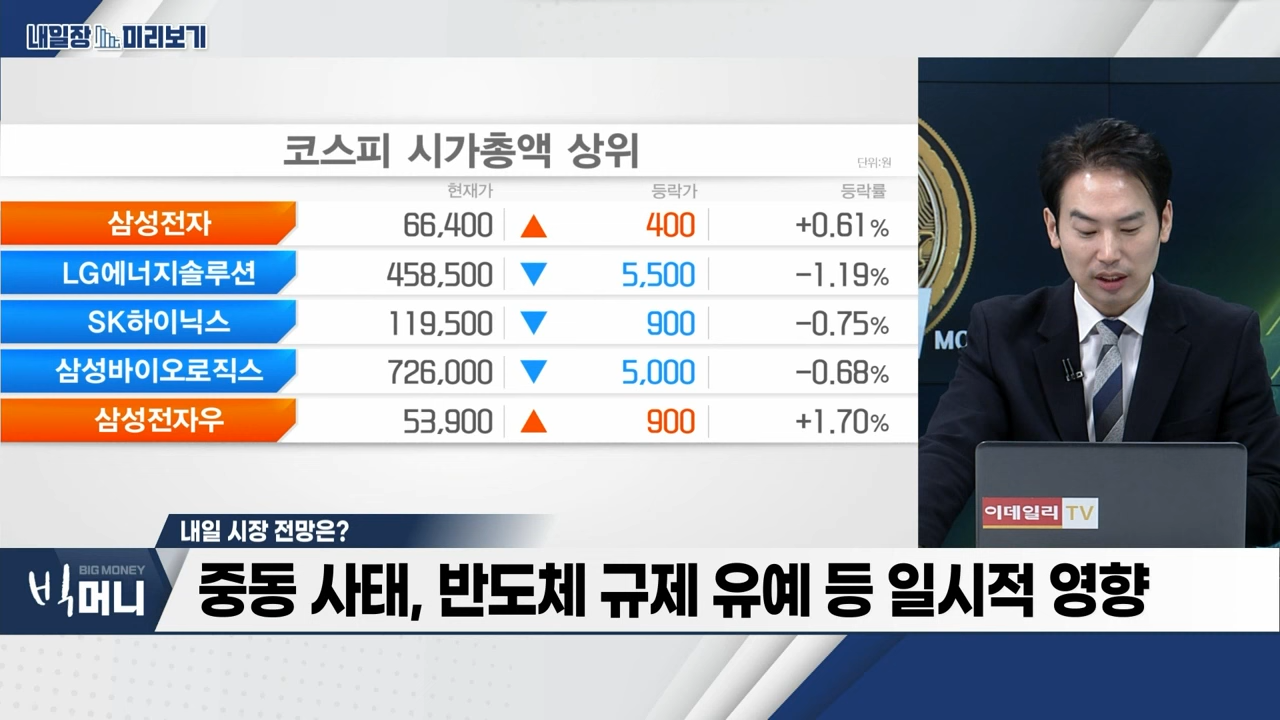 내일장 미리보기
코스피 시가총액 상위
단위:원
현재가 등락가 등락률
삼성전자 66,400 ▲ 400 +0.61%
LG에너지솔루션 458,500 ▼ 5,500 -1.19%
SK하이닉스 119,500 ▼ 900 -0.75%
삼성바이오로직스 726,000 ▼ 5,000 -0.68%
삼성전자우 53,900 ▲ 900 +1.70%
MO
이데일리 TV
내일 시장 전망은?
BIG MONEY
빅머니
중동 사태, 반도체 규제 유예 등 일시적 영향